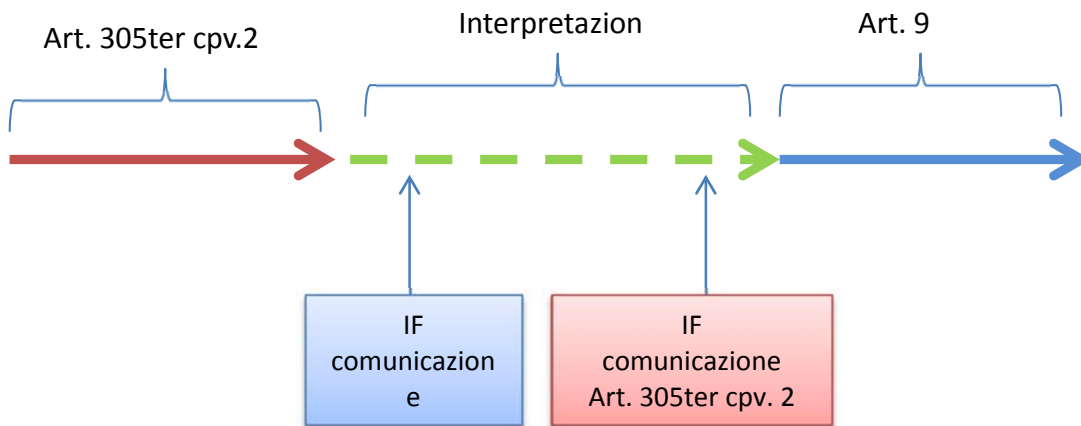 Art. 305ter cpv.2
Interpretazion
Art. 9
IF
comunicazion
e
IF
comunicazione
Art. 305ter cpv. 2